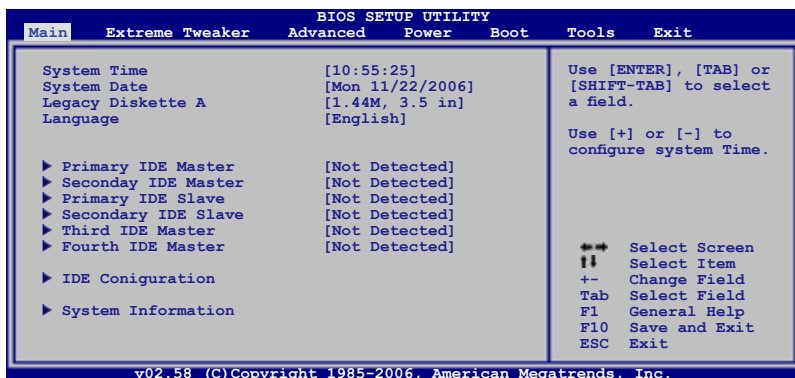 BIOS SETUP UTILITY
Main Extreme Tweaker Advanced Power Boot Tools Exit
System Time [10:55:25]
System Date [Mon 11/22/2006]
Legacy Diskette A [1.44M, 3.5 in]
Language [English]
Primary IDE Master [Not Detected]
Seconday IDE Master [Not Detected]
Primary IDE Slave [Not Detected]
Secondary IDE Slave [Not Detected]
Third IDE Master [Not Detected]
Fourth IDE Master [Not Detected]
IDE Coniguration
System Information
Use [ENTER], [TAB] or
[SHIFT-TAB] to select
a field.
Use [+] or [-] to
configure system Time.
Select Screen
Select Item
+- Change Field
Tab Select Field
F1 General Help
F10 Save and Exit
ESC Exit
v02.58 (C)Copyright 1985-2006, American Megatrends, Inc.